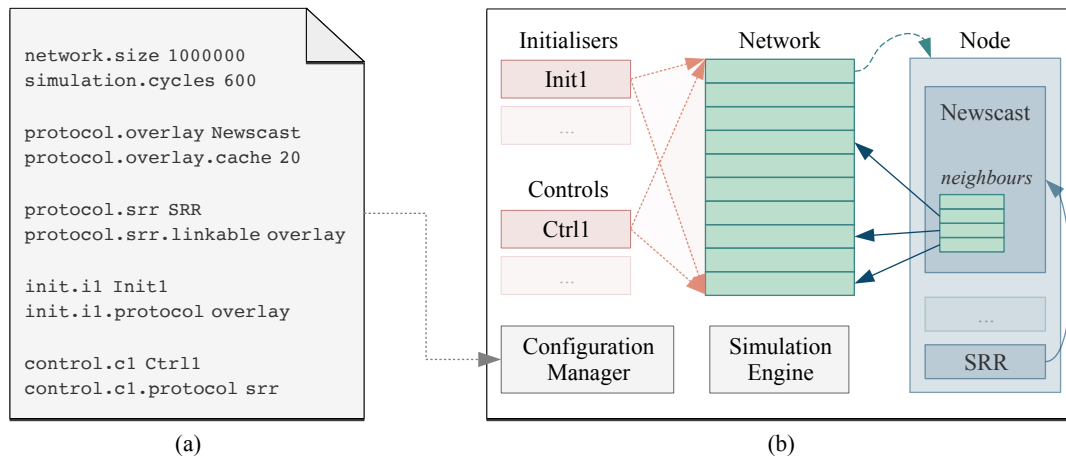 network.size 1000000
simulation.cycles 600
protocol.overlay Newscast
protocol.overlay.cache 20
protocol.srr SRR
protocol.srr.linkable overlay
init.i1 Init1
init.i1.protocol overlay
control.c1 Ctrl1
control.c1.protocol srr
(a)
Initialisers
Init1
...
Controls
Ctrl1
...
Configuration
Manager
Network
Simulation
Engine
Node
Newscast
neighbours
...
SRR
(b)